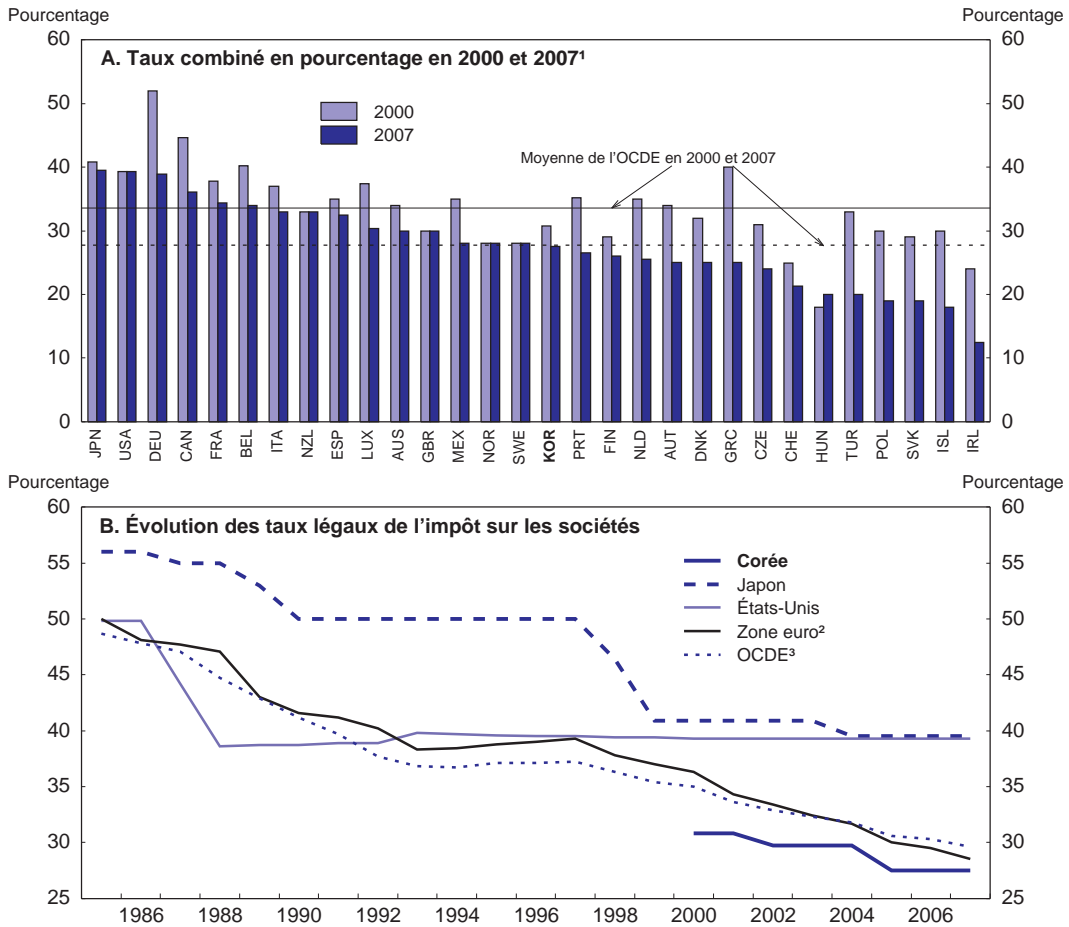 Pourcentage Pourcentage
60 60
A. Taux combiné en pourcentage en 2000 et 2007¹
50 50
2000
2007
Moyenne de l'OCDE en 2000 et 2007
40 40
30 30
20 20
10 10
0 0
JPN USA DEU CAN FRA BEL ITA NZL ESP LUX AUS GBR MEX NOR SWE KOR PRT FIN NLD AUT DNK GRC CZE CHE HUN TUR POL SVK ISL IRL
Pourcentage Pourcentage
60 60
B. Évolution des taux légaux de l'impôt sur les sociétés
55 55
Corée
Japon
États-Unis
50 50
Zone euro²
OCDE³
45 45
40 40
35 35
30 30
25 25
1986 1988 1990 1992 1994 1996 1998 2000 2002 2004 2006